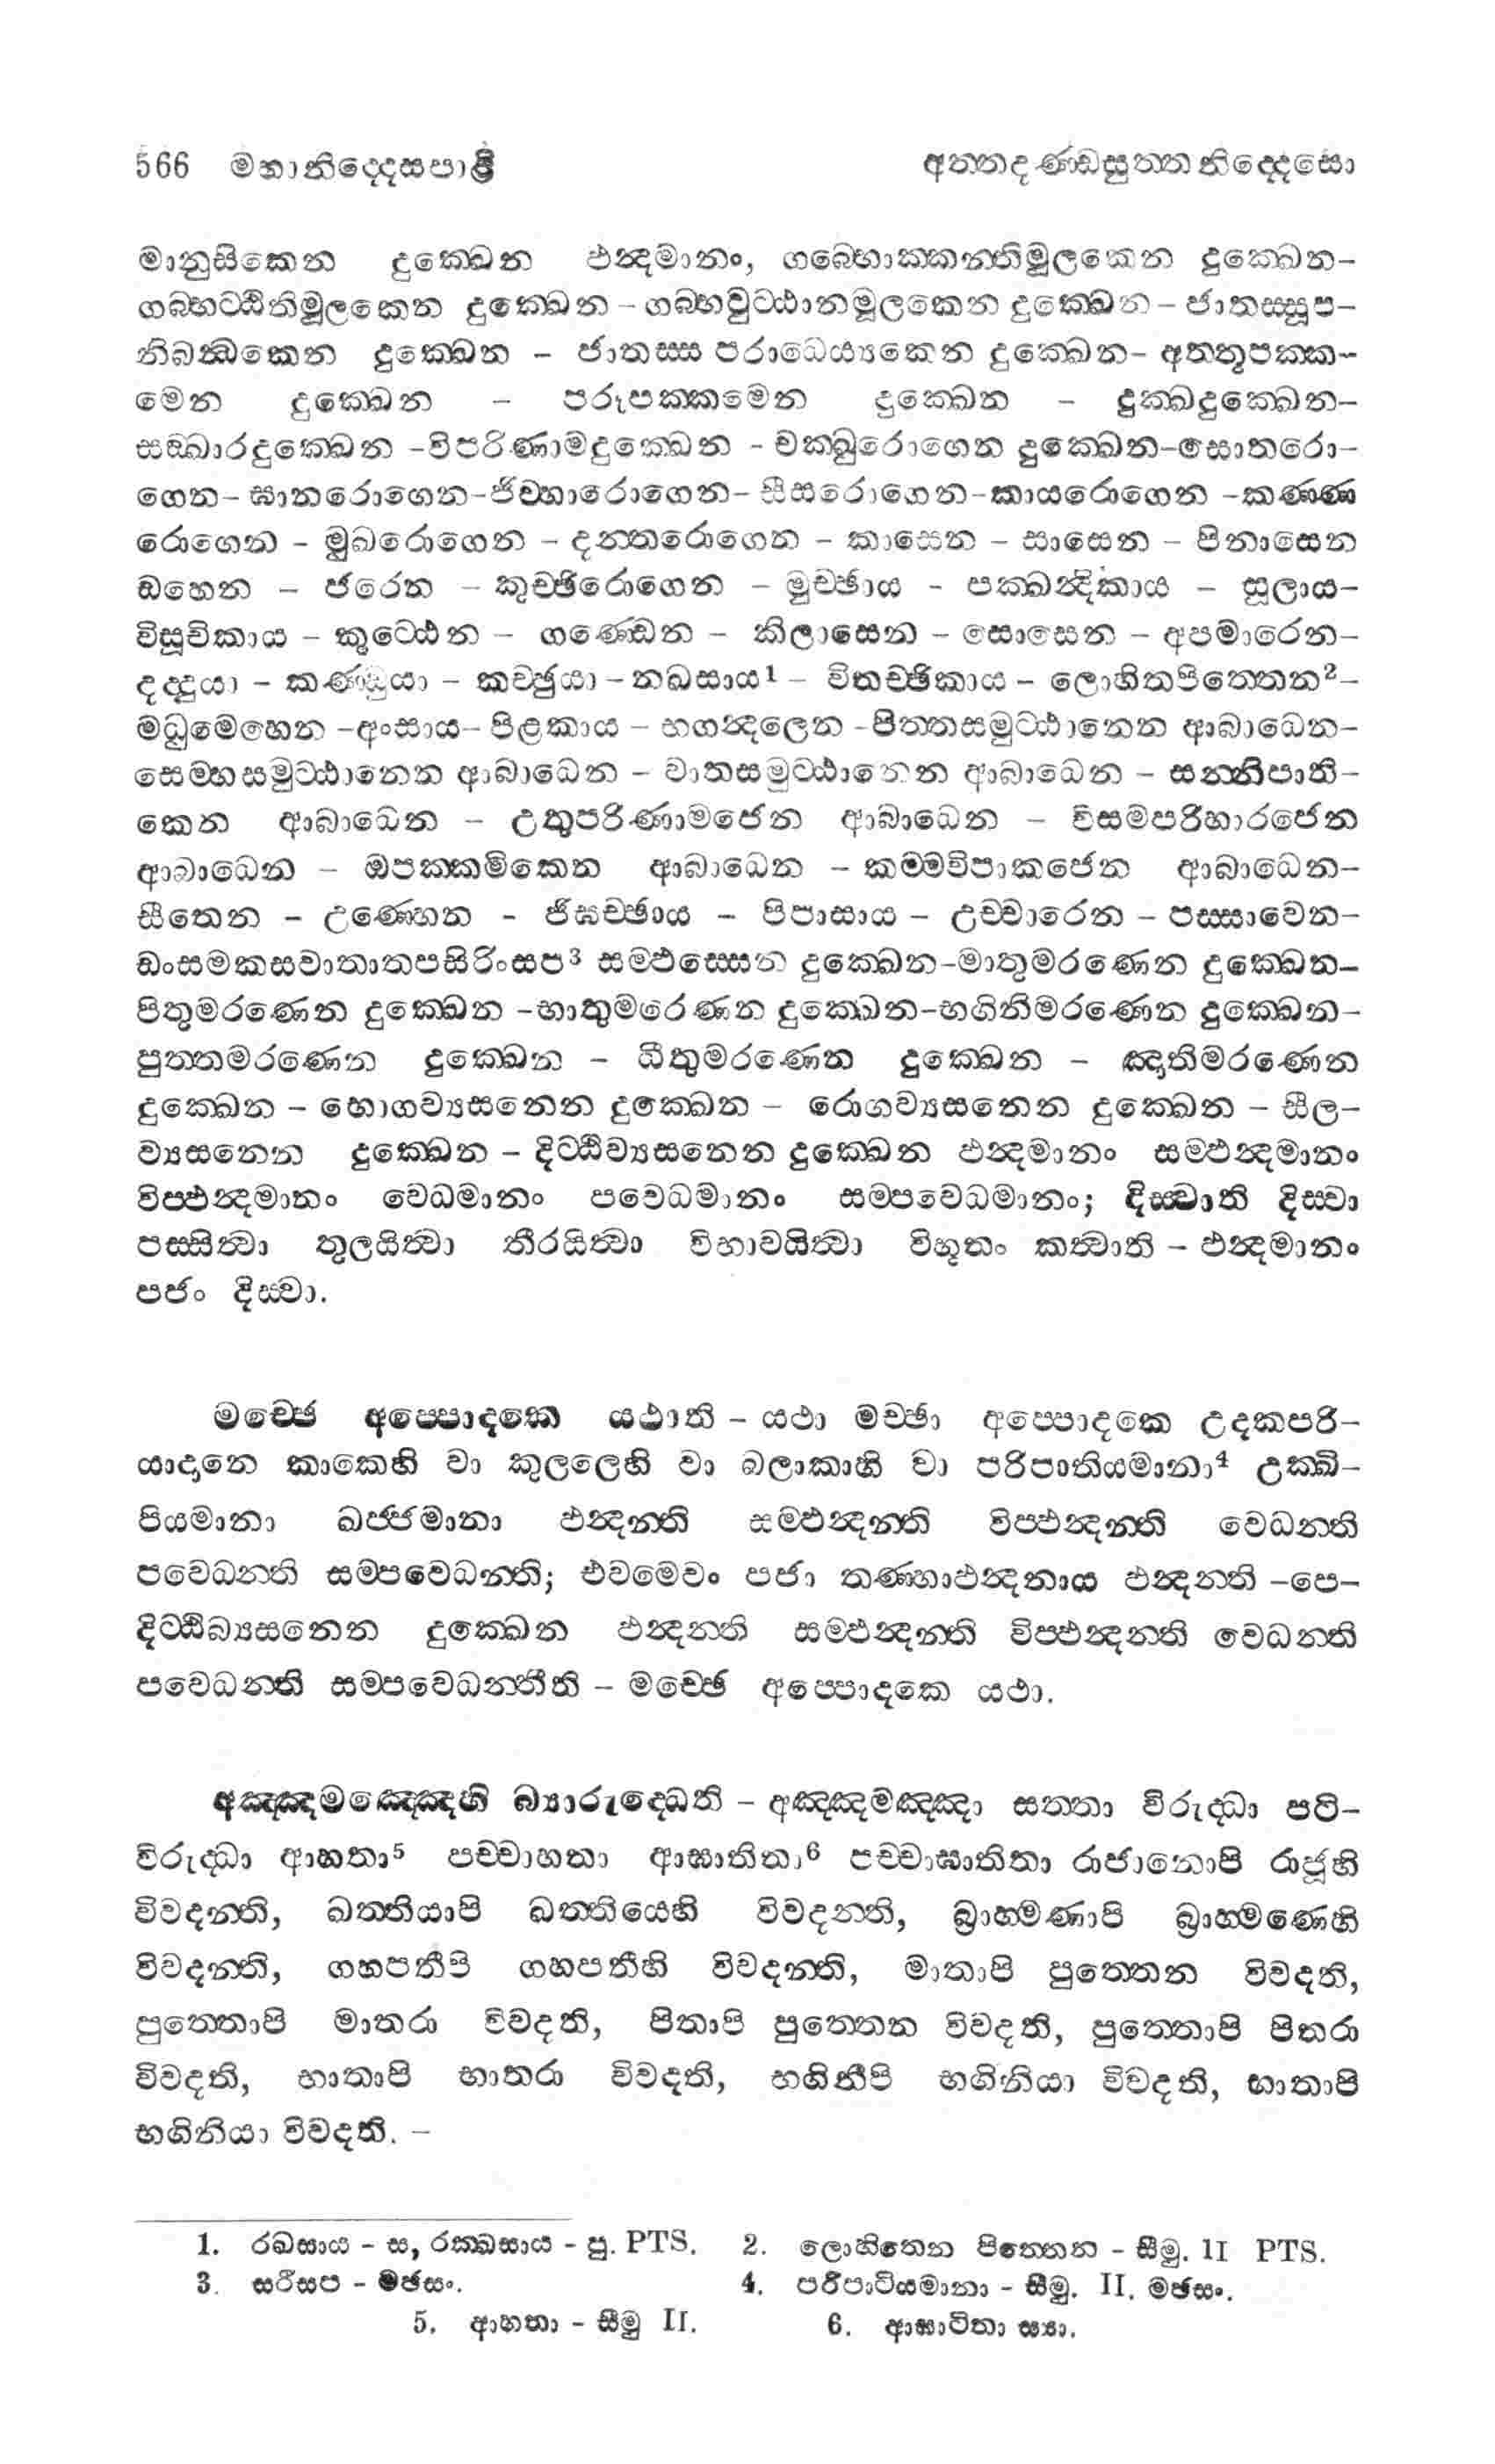 566 මහානිද්දෙසපාළි අත්තදණ්ඩසුත්තනිද්දෙසො
මානුසිකෙන දුක්ඛෙන ඵන්දමානං, ගබ්භොක්කන්තිමූලකෙන දුක්ඛෙන-
ගබ්භට්ඨිතිමූලකෙන දුක්ඛෙන - ගබ්භවුට්ඨානමූලකෙන දුක්ඛෙන - ජාතස්සූප-
නිබන්ධකෙන දුක්ඛෙන - ජාතස්ස පරාධෙය්‍යකෙන දුක්ඛෙන- අත්තූපක්ක-
මෙන දුක්ඛෙන - පරූපක්කමෙන දුක්ඛෙන - දුක්ඛදුක්ඛෙන-
සඞ්ඛාරදුක්ඛෙන -විපරිණාමදුක්ඛෙන - චක්ඛුරොගෙන දුක්ඛෙන-සොතරො-
ගෙන- ඝානරොගෙන-ජිව්හාරොගෙන- සීසරොගෙන-කායරොගෙන -කණ්ණ
රොගෙන - මුඛරොගෙන - දන්තරොගෙන - කාසෙන - සාසෙන - පිනාසෙන
ඩහෙන - ජරෙන - කුච්ඡිරොගෙන - මුච්ඡාය - පක්ඛන්දිකාය - සූලාය-
විසූචිකාය - කුට්ඨෙන - ගණ්ඩෙන - කිලාසෙන - සොසෙන - අපමාරෙන-
දද්දුයා - කණ්ඩුයා - කච්ඡුයා - නඛසාය¹ - විතච්ඡිකාය - ලොහිතපිත්තෙන²-
මධුමෙහෙන -අංසාය- පිළකාය - භගන්දලෙන - පිත්තසමුට්ඨානෙන ආබාධෙන-
සෙම්හසමුට්ඨානෙන ආබාධෙන - වාතසමුට්ඨානෙන ආබාධෙන - සන්නිපාති-
කෙන ආබාධෙන - උතුපරිණාමජෙන ආබාධෙන - විසමපරිහාරජෙන
ආබාධෙන - ඔපක්කමිකෙන ආබාධෙන - කම්මවිපාකජෙන ආබාධෙන-
සීතෙන - උණ්හෙන - ජිඝච්ඡාය - පිපාසාය - උච්චාරෙන - පස්සාවෙන-
ඩංසමකසවාතාතපසිරිංසප³ සම්ඵස්සෙන දුක්ඛෙන-මාතුමරණෙන දුක්ඛෙන-
පිතුමරණෙන දුක්ඛෙන -භාතුමරණෙන දුක්ඛෙන-භගිනිමරණෙන දුක්ඛෙන-
පුත්තමරණෙන දුක්ඛෙන - ධීතුමරණෙන දුක්ඛෙන - ඤාතිමරණෙන
දුක්ඛෙන - භොගව්‍යසනෙන දුක්ඛෙන - රොගව්‍යසනෙන දුක්ඛෙන - සීල-
ව්‍යසනෙන දුක්ඛෙන - දිට්ඨිව්‍යසනෙන දුක්ඛෙන ඵන්දමානං සම්ඵන්දමානං
විප්ඵන්දමානං වෙධමානං පවෙධමානං සම්පවෙධමානං; දිස්වාති දිස්වා
පස්සිත්‍වා තුලයිත්‍වා තීරයිත්‍වා විභාවයිත්‍වා විභූතං කත්‍වාති - ඵන්දමානං
පජං දිස්වා.
මච්ඡෙ අප්පොදකෙ යථාති - යථා මච්ඡා අප්පොදකෙ උදකපරි-
යාදානෙ කාකෙහි වා කුලලෙහි වා බලාකාහි වා පරිපාතියමානා⁴ උක්ඛි-
පියමානා ඛජ්ජමානා ඵන්දන්ති සම්ඵන්දන්ති විප්ඵන්දන්ති වෙධන්ති
පවෙධන්ති සම්පවෙධන්ති; එවමෙවං පජා තණ්හාඵන්දනාය ඵන්දන්ති -පෙ-
දිට්ඨිබ්‍යසනෙන දුක්ඛෙන ඵන්දන්ති සම්ඵන්දන්ති විප්ඵන්දන්ති වෙධන්ති
පවෙධන්ති සම්පවෙධන්තීති - මච්ඡෙ අප්පොදකෙ යථා.
අඤ්ඤමඤ්ඤෙහි බ්‍යාරුද්ධෙති - අඤ්ඤමඤ්ඤා සත්තා විරුද්ධා පටි-
විරුද්ධා ආහතා⁵ පච්චාහතා ආඝාතිතා⁶ පච්චාඝාතිතා රාජානොපි රාජූහි
විවදන්ති, ඛත්තියාපි ඛත්තියෙහි විවදන්ති, බ්‍රාහ්මණාපි බ්‍රාහ්මණෙහි
විවදන්ති, ගහපතීපි ගහපතීහි විවදන්ති, මාතාපි පුත්තෙන විවදති,
පුත්තොපි මාතරා විවදති, පිතාපි පුත්තෙන විවදති, පුත්තොපි පිතරා
විවදති, භාතාපි භාතරා විවදති, භගිනීපි භගිනියා විවදති, භාතාපි
භගිනියා විවදති. -
1. රඛසාය - ස, රක්ඛසාය - පු. PTS. 2. ලොහිතෙන පිත්තෙන - සීමු. II PTS.
3. සරීසප - මජසං. 4. පරිපාටියමානා - සීමු. II. මජසං.
5. ආහතා - සීමු II. 6. ආඝාටිතා ස්‍යා.